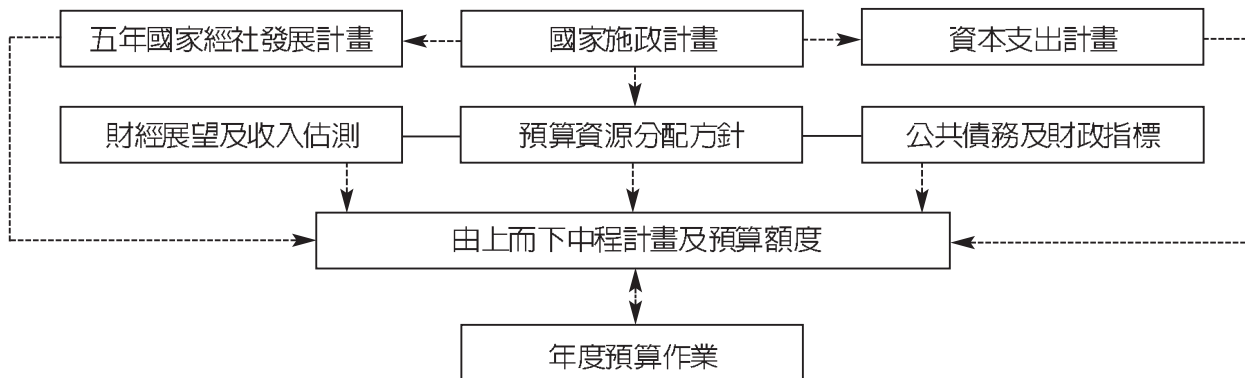 五年國家經社發展計畫
國家施政計畫
資本支出計畫
財經展望及收入估測
預算資源分配方針
公共債務及財政指標
由上而下中程計畫及預算額度
年度預算作業